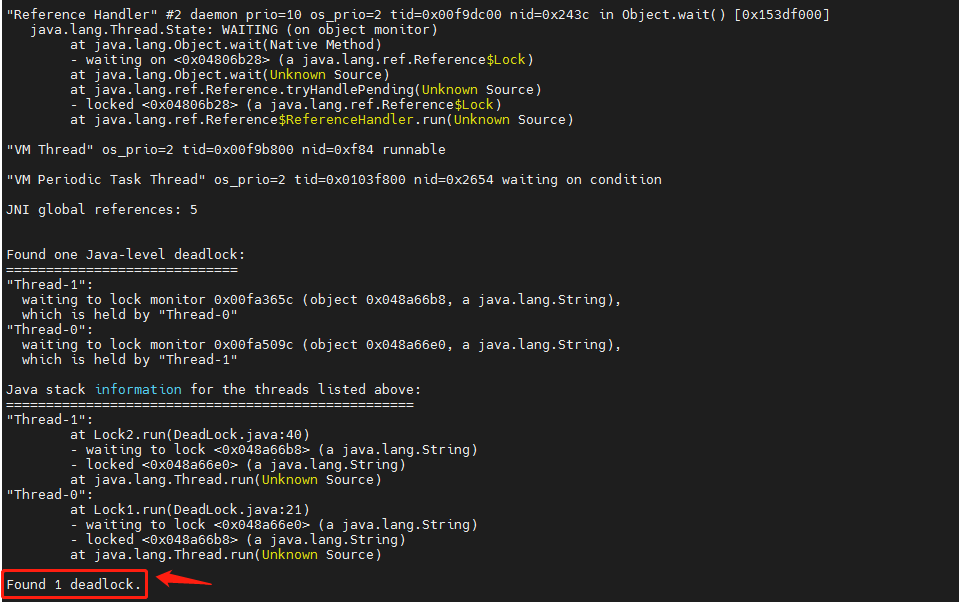 "Reference Handler" #2 daemon prio=10 os_prio=2 tid=0x00f9dc00 nid=0x243c in Object.wait() [0x153df000]
   java.lang.Thread.State: WAITING (on object monitor)
        at java.lang.Object.wait(Native Method)
        - waiting on <0x04806b28> (a java.lang.ref.Reference$Lock)
        at java.lang.Object.wait(Unknown Source)
        at java.lang.ref.Reference.tryHandlePending(Unknown Source)
        - locked <0x04806b28> (a java.lang.ref.Reference$Lock)
        at java.lang.ref.Reference$ReferenceHandler.run(Unknown Source)

"VM Thread" os_prio=2 tid=0x00f9b800 nid=0xf84 runnable

"VM Periodic Task Thread" os_prio=2 tid=0x0103f800 nid=0x2654 waiting on condition

JNI global references: 5


Found one Java-level deadlock:
=============================
"Thread-1":
  waiting to lock monitor 0x00fa365c (object 0x048a66b8, a java.lang.String),
  which is held by "Thread-0"
"Thread-0":
  waiting to lock monitor 0x00fa509c (object 0x048a66e0, a java.lang.String),
  which is held by "Thread-1"

Java stack information for the threads listed above:
===================================================
"Thread-1":
        at Lock2.run(DeadLock.java:40)
        - waiting to lock <0x048a66b8> (a java.lang.String)
        - locked <0x048a66e0> (a java.lang.String)
        at java.lang.Thread.run(Unknown Source)
"Thread-0":
        at Lock1.run(DeadLock.java:21)
        - waiting to lock <0x048a66e0> (a java.lang.String)
        - locked <0x048a66b8> (a java.lang.String)
        at java.lang.Thread.run(Unknown Source)

Found 1 deadlock.